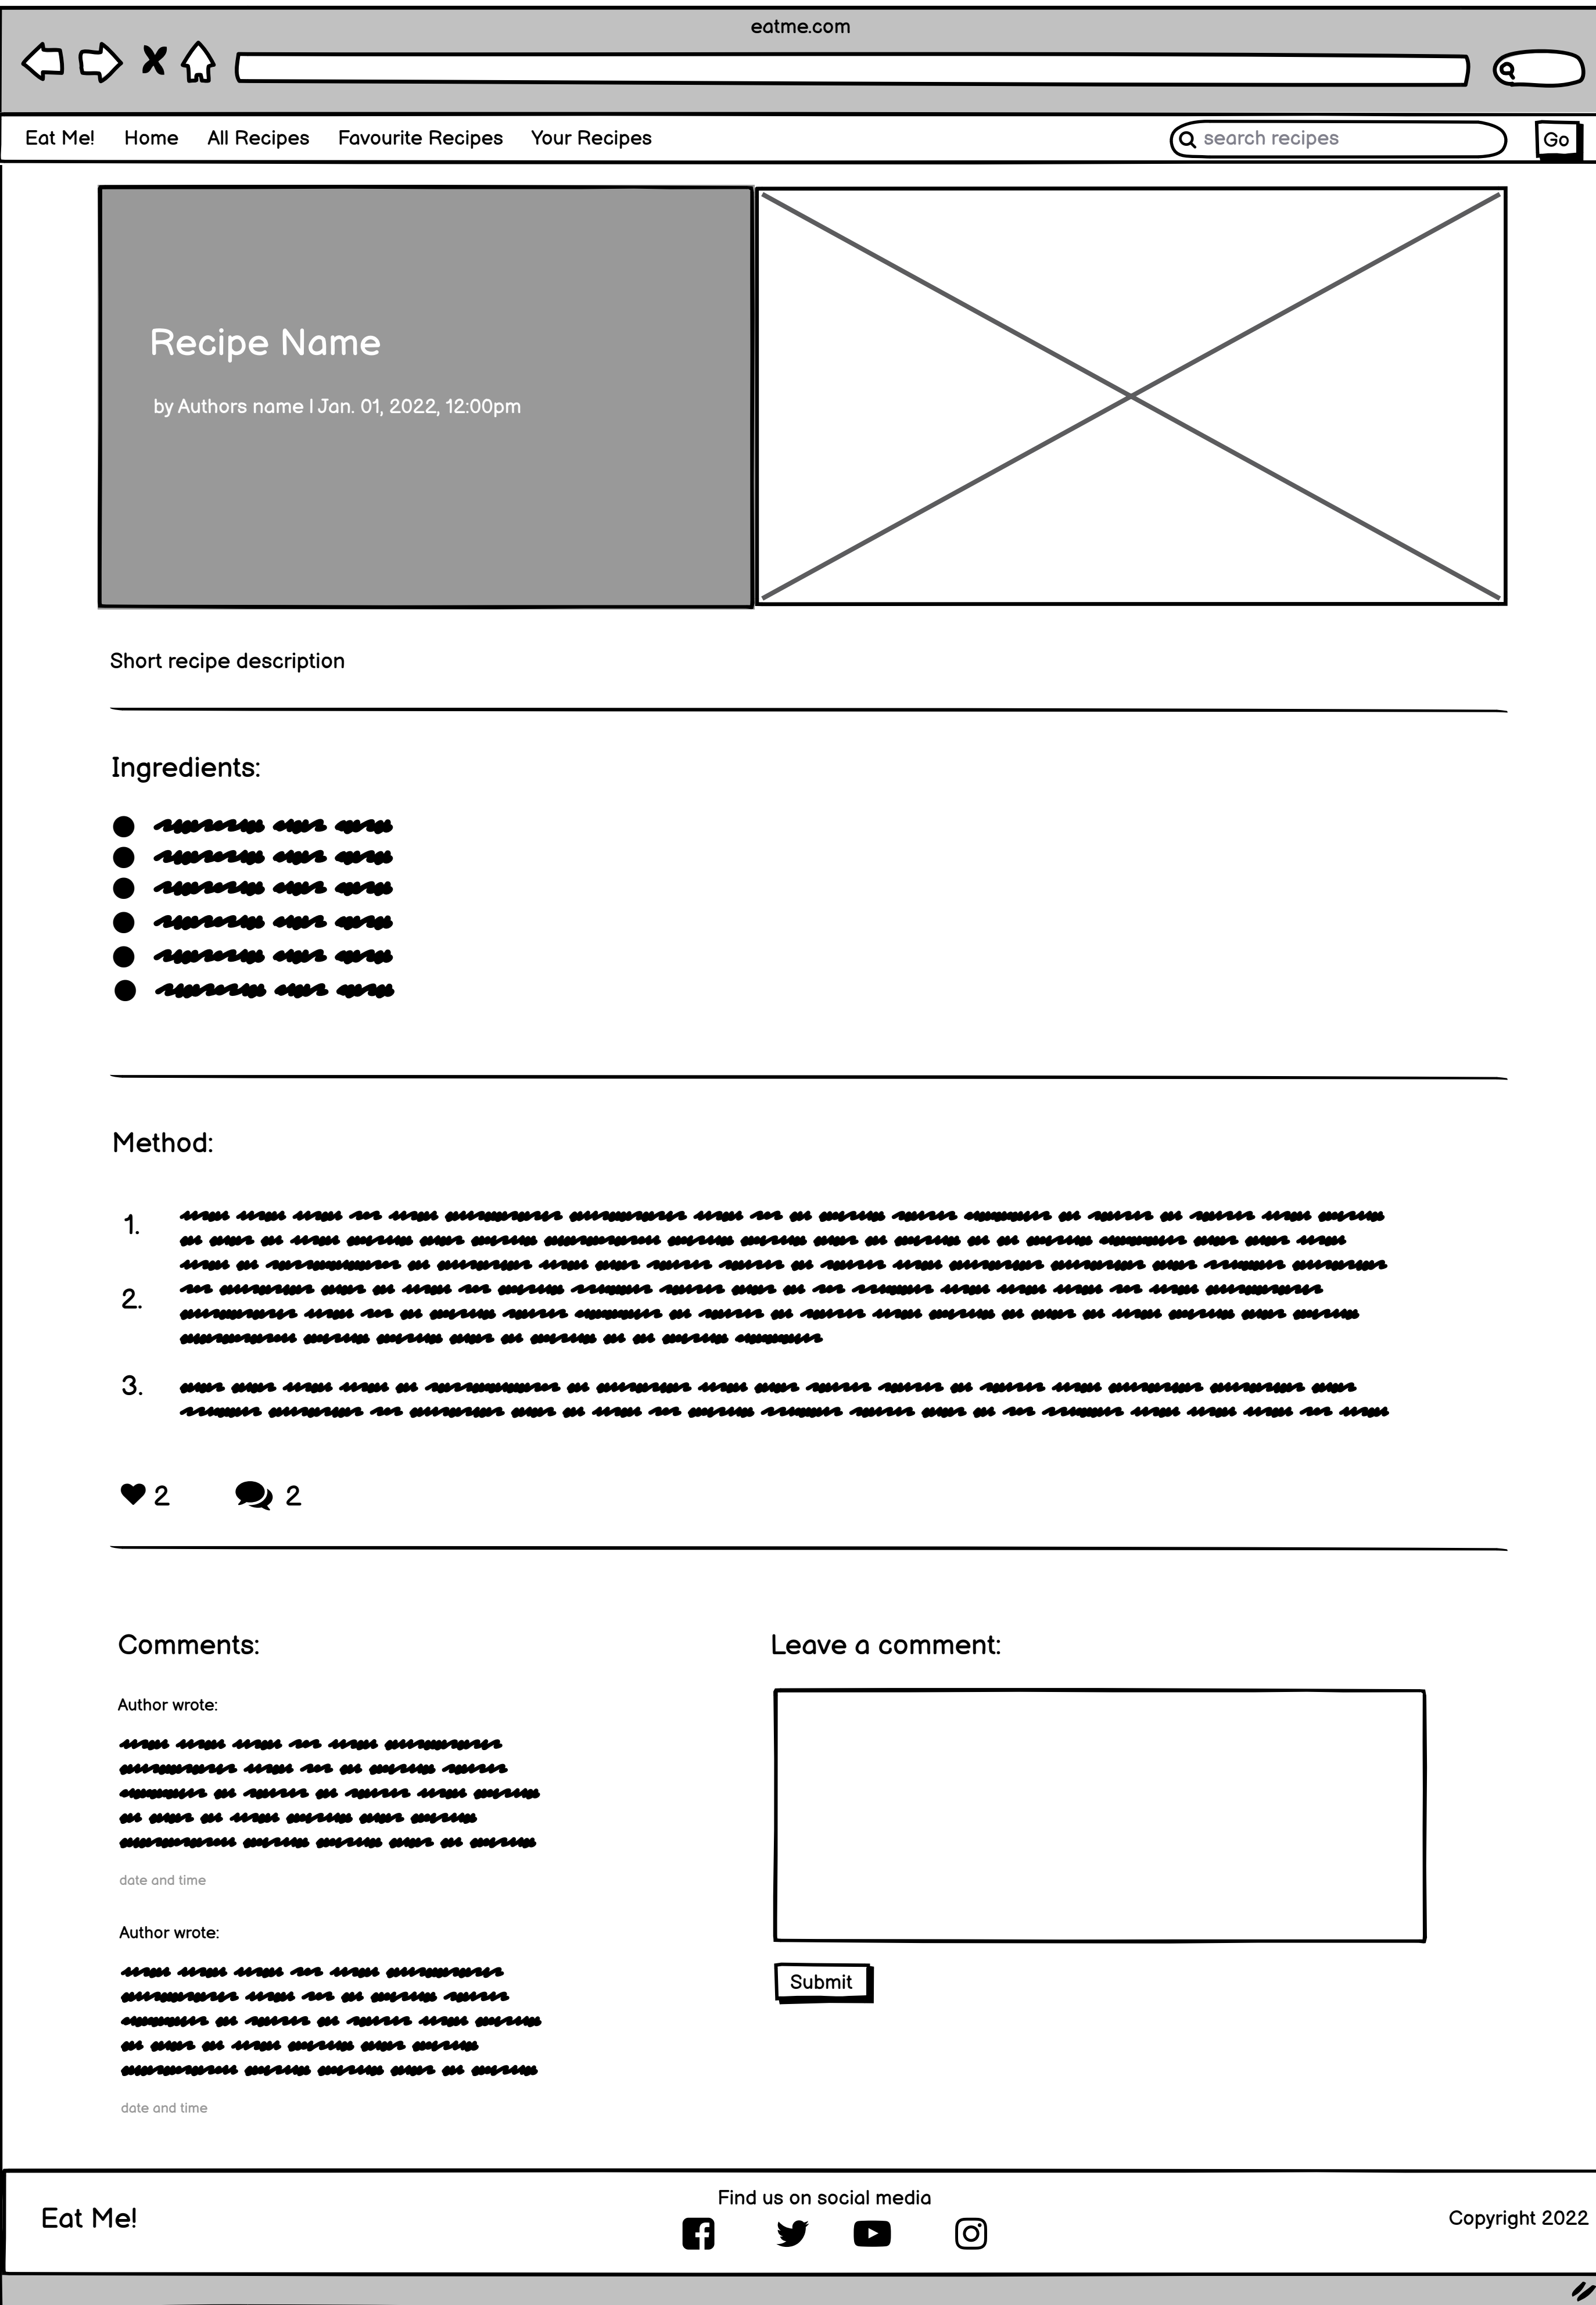 eatme.com
Eat Me! Home All Recipes Favourite Recipes Your Recipes search recipes Go
Recipe Name
by Authors name | Jan. 01, 2022, 12:00pm
Short recipe description
Ingredients:
Method:
1.
2.
3.
2 2
Comments: Leave a comment:
Author wrote:
date and time
Author wrote:
Submit
date and time
Find us on social media
Eat Me!
Copyright 2022